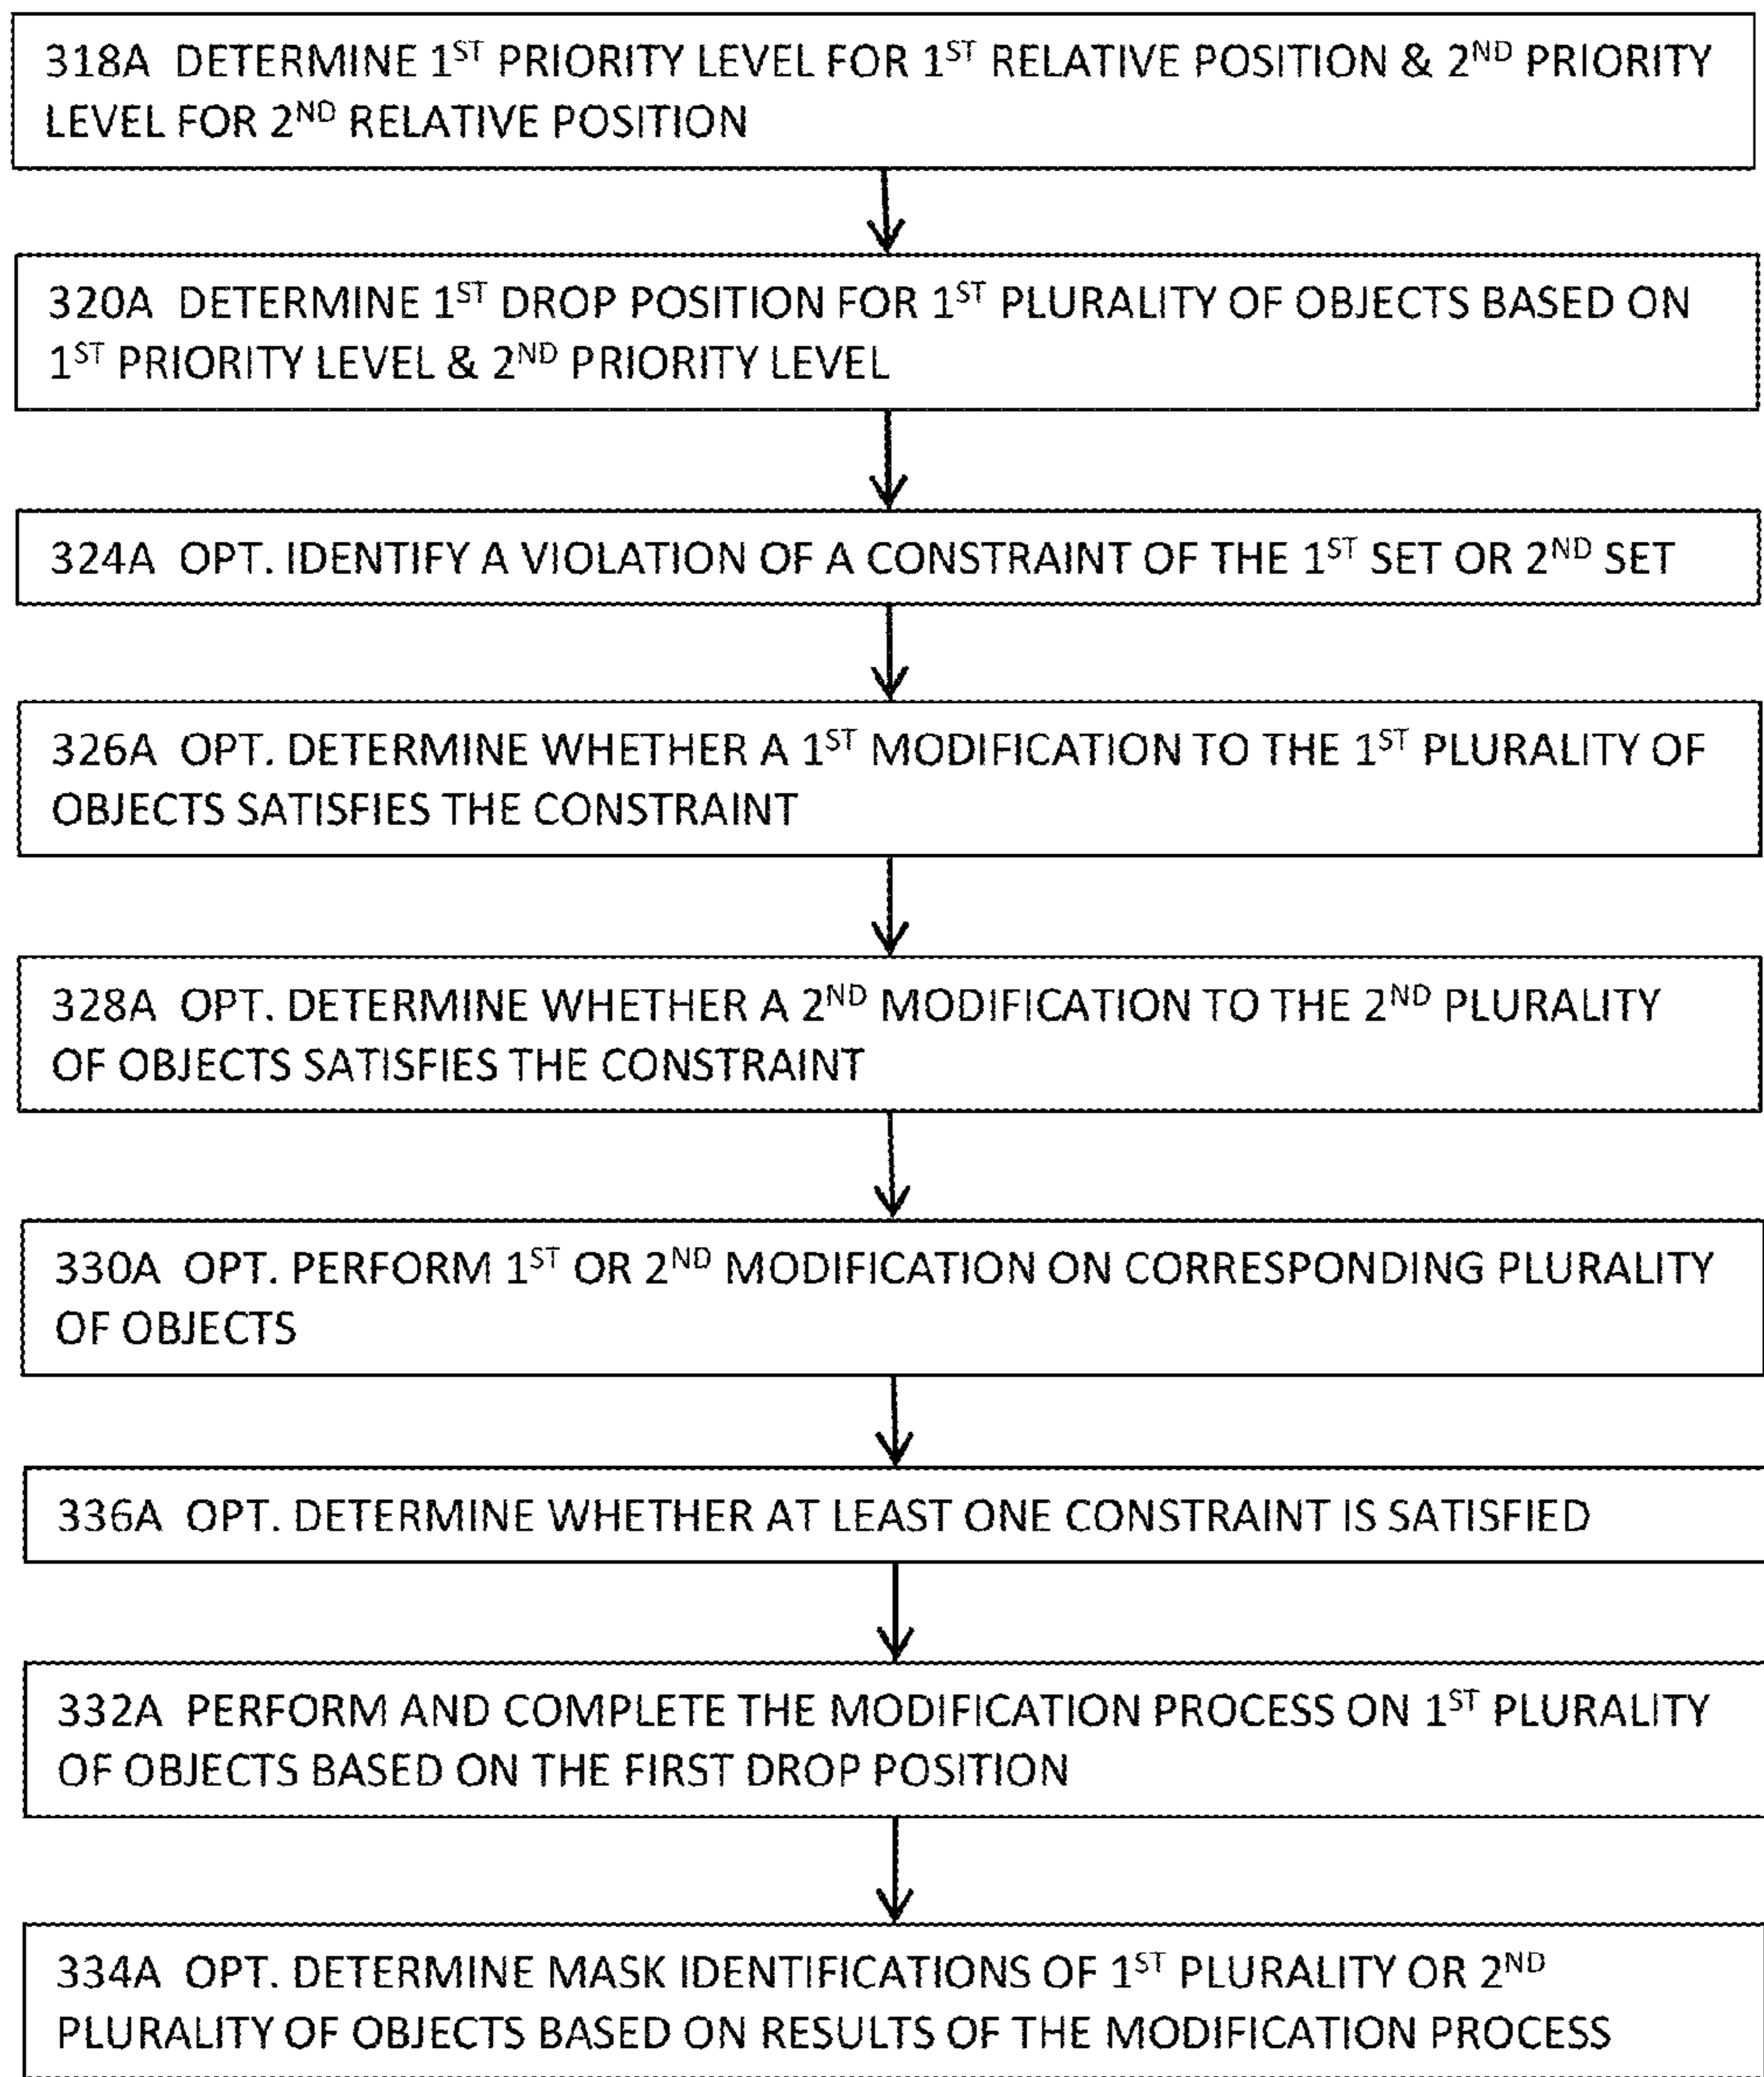 318A DETERMINE 1ST PRIORITY LEVEL FOR 1ST RELATIVE POSITION & 2ND PRIORITY
LEVEL FOR 2ND RELATIVE POSITION
320A DETERMINE 1ST DROP POSITION FOR 1ST PLURALITY OF OBJECTS BASED ON
1ST PRIORITY LEVEL & 2ND PRIORITY LEVEL
324A OPT. IDENTIFY A VIOLATION OF A CONSTRAINT OF THE 1ST SET OR 2ND SET
326A OPT. DETERMINE WHETHER A 1ST MODIFICATION TO THE 1ST PLURALITY OF
OBJECTS SATISFIES THE CONSTRAINT
328A OPT. DETERMINE WHETHER A 2ND MODIFICATION TO THE 2ND PLURALITY
OF OBJECTS SATISFIES THE CONSTRAINT
330A OPT. PERFORM 1ST OR 2ND MODIFICATION ON CORRESPONDING PLURALITY
OF OBJECTS
336A OPT. DETERMINE WHETHER AT LEAST ONE CONSTRAINT IS SATISFIED
332A PERFORM AND COMPLETE THE MODIFICATION PROCESS ON 1ST PLURALITY
OF OBJECTS BASED ON THE FIRST DROP POSITION
334A OPT. DETERMINE MASK IDENTIFICATIONS OF 1ST PLURALITY OR 2ND
PLURALITY OF OBJECTS BASED ON RESULTS OF THE MODIFICATION PROCESS